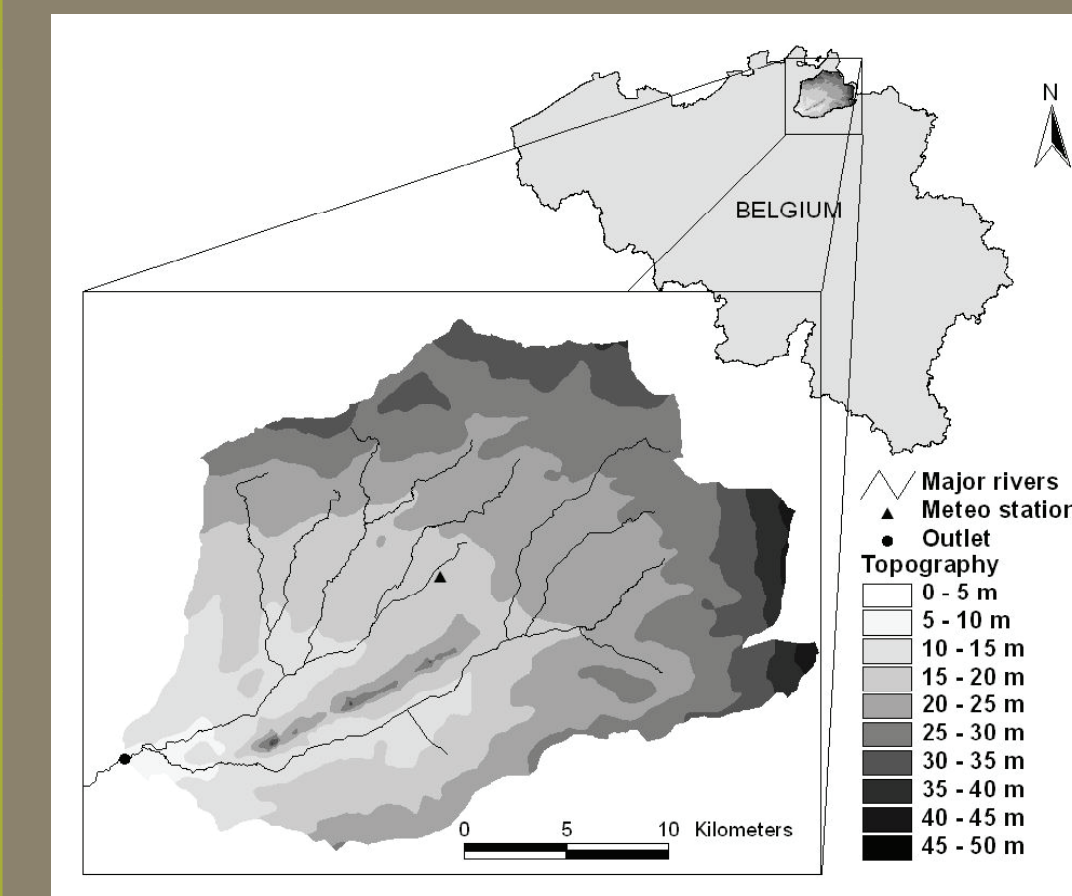 N
BELGIUM
Major rivers
Meteo station
Outlet
Topography
0 - 5 m
5 - 10 m
10 - 15 m
15 - 20 m
20 - 25 m
25 - 30 m
30 - 35 m
35 - 40 m
40 - 45 m
45 - 50 m
0 5 10 Kilometers